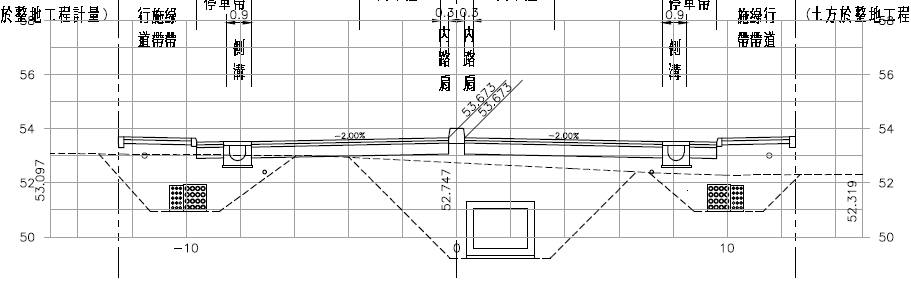 於整地工程計量)
行施綠
道帶帶
停車帶
0.9
側
溝
0.3
0.3
內
路
肩
內
路
肩
停車帶
0.9
側
溝
施綠行
帶帶道
(土方於整地工程
58
56
54
52
50
58
56
54
52
50
53.673
53.673
-2.00%
-2.00%
53.097
52.747
52.319
-10
0
10